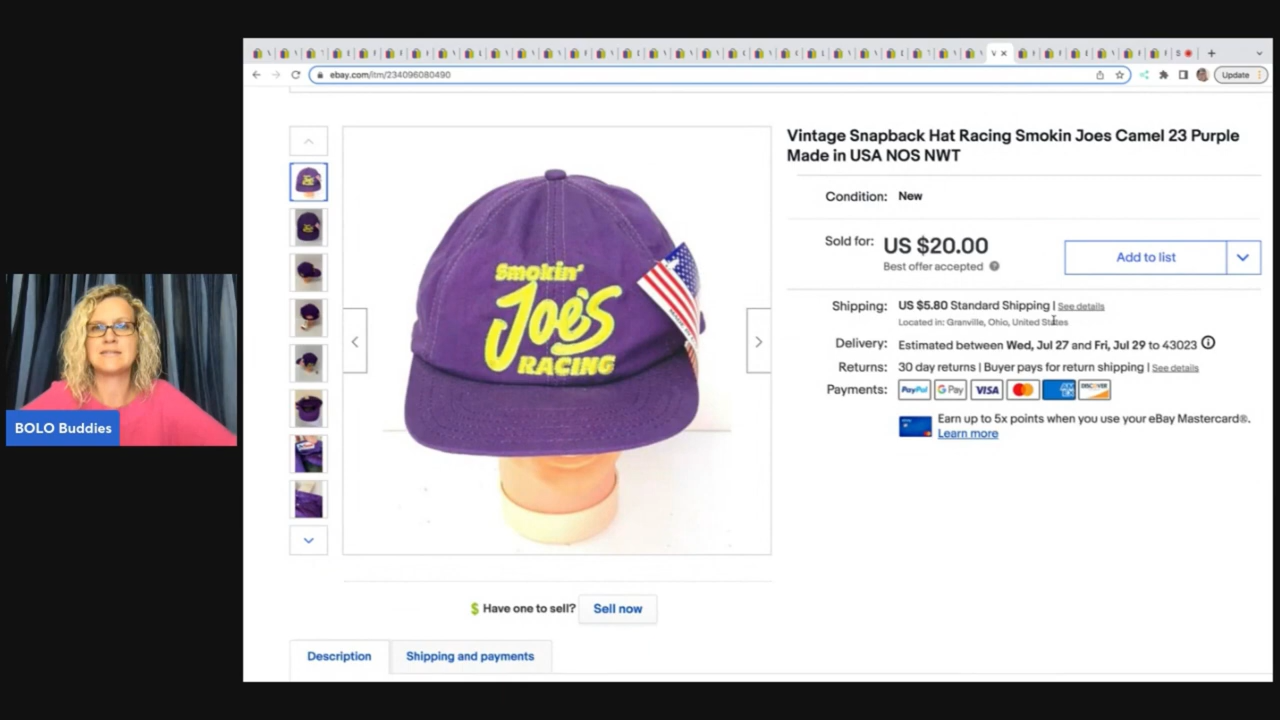 ebay.com/itm/234096080490
Update
Vintage Snapback Hat Racing Smokin Joes Camel 23 Purple
Made in USA NOS NWT
Condition: New
Sold for: US $20.00
Best offer accepted
Add to list
Shipping: US $5.80 Standard Shipping | See details
Located in: Granville, Ohio, United States
Delivery: Estimated between Wed, Jul 27 and Fri, Jul 29 to 43023
Returns: 30 day returns | Buyer pays for return shipping | See details
Payments: PayPal G Pay VISA DISCOVER
Earn up to 5x points when you use your eBay Mastercard®.
Learn more
Smokin'
Joe's
RACING
BOLO Buddies
$ Have one to sell? Sell now
Description
Shipping and payments